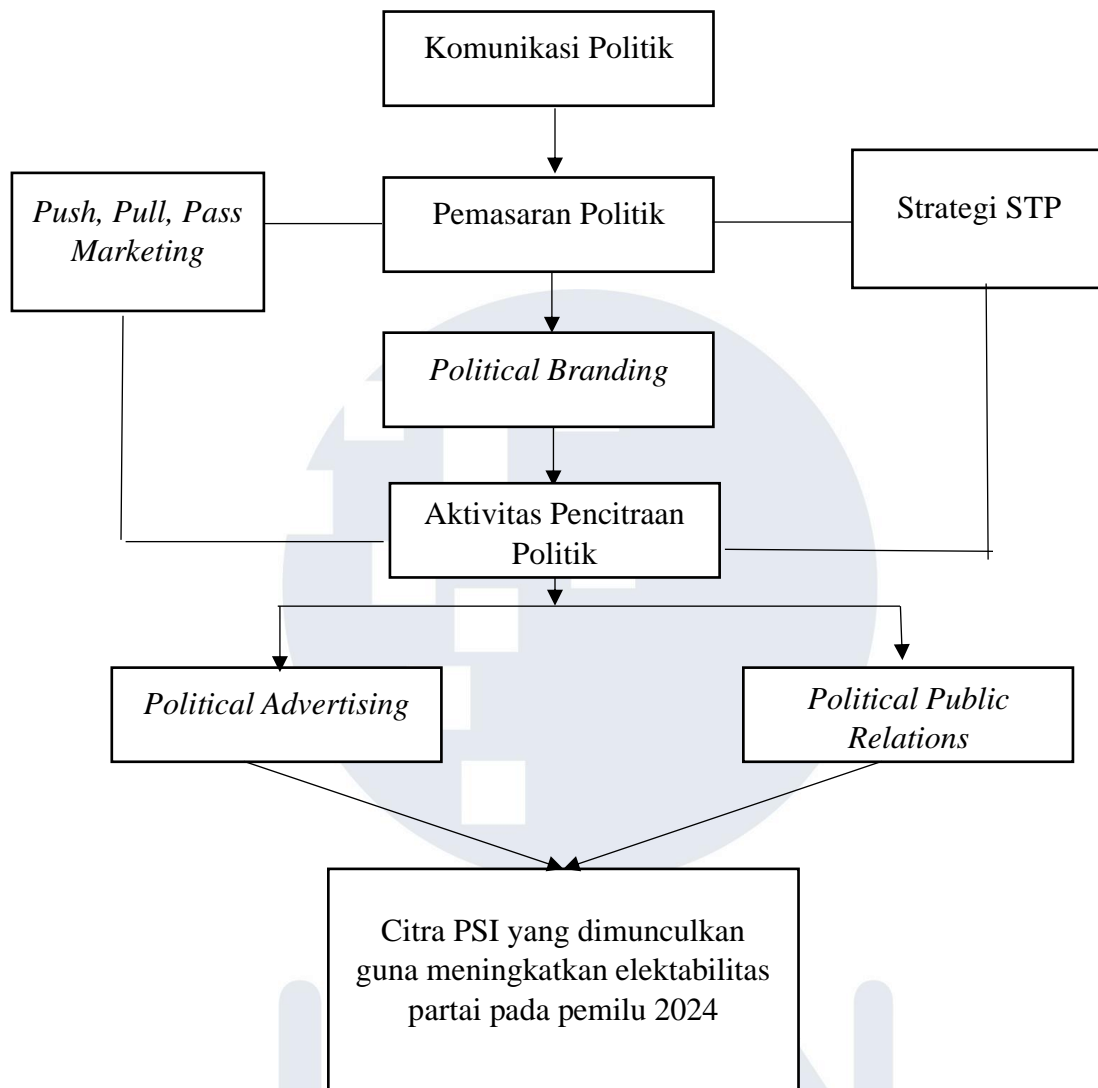 Komunikasi Politik
Push, Pull, Pass
Marketing
Pemasaran Politik
Strategi STP
Political Branding
Aktivitas Pencitraan
Politik
Political Advertising
Political Public
Relations
Citra PSI yang dimunculkan
guna meningkatkan elektabilitas
partai pada pemilu 2024